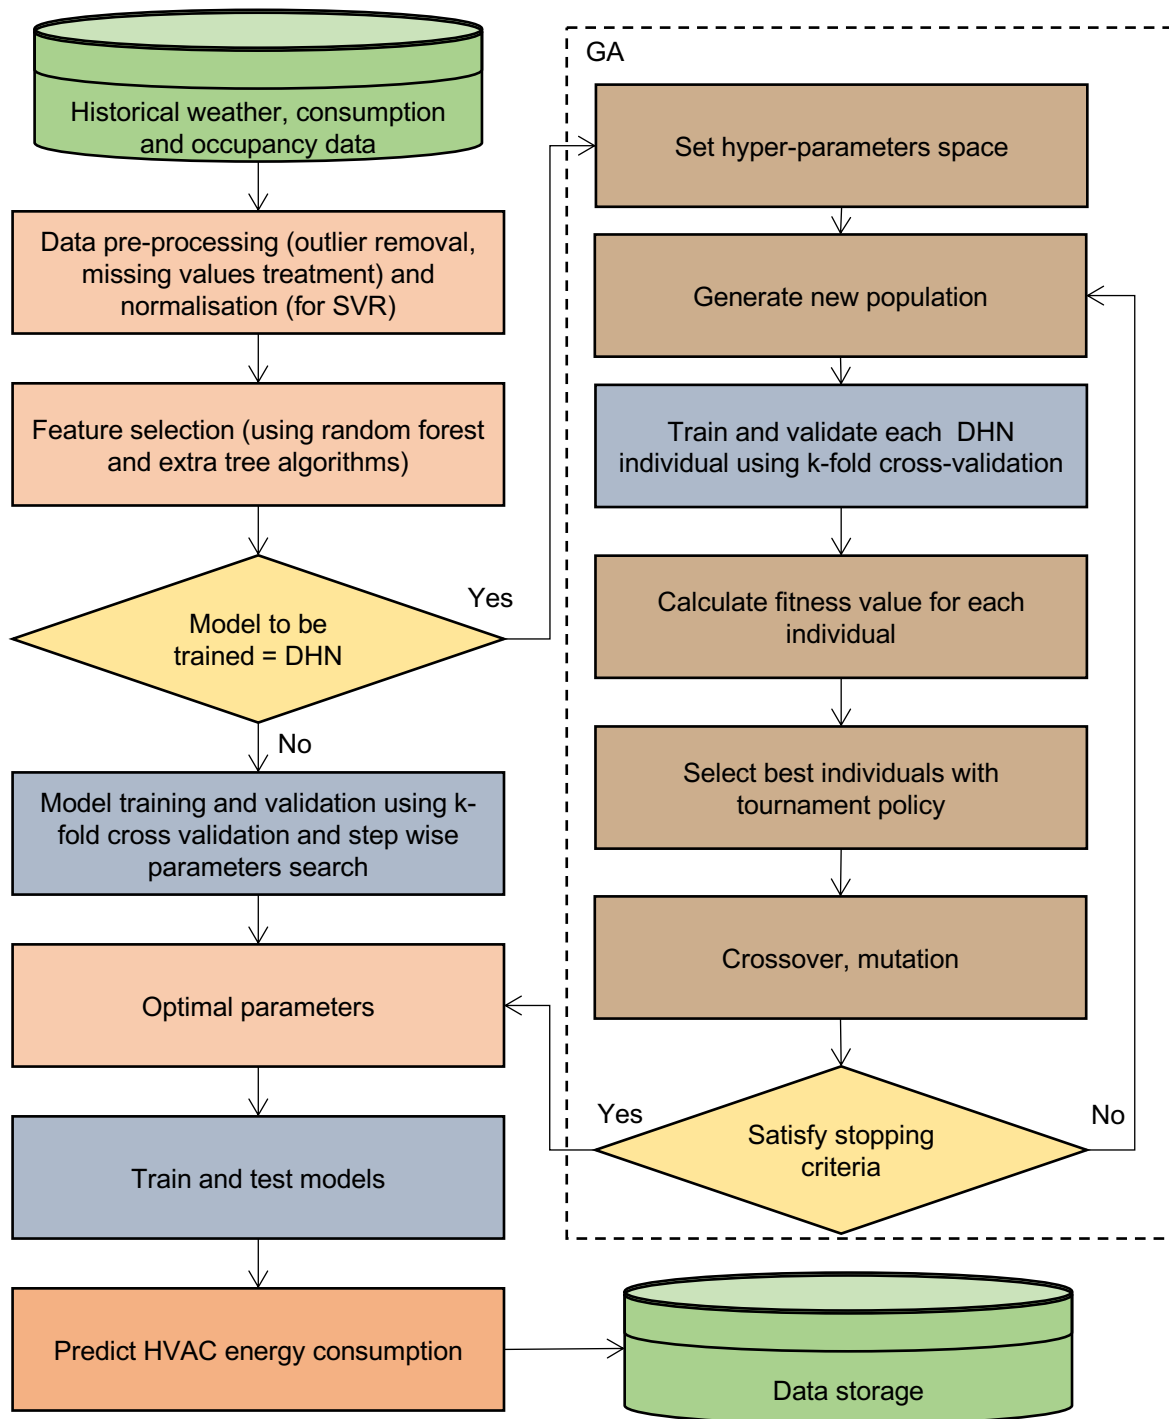 Historical weather, consumption
and occupancy data
Data pre-processing (outlier removal,
missing values treatment) and
normalisation (for SVR)
Feature selection (using random forest
and extra tree algorithms)
Model to be
trained = DHN
Yes
No
Model training and validation using k-
fold cross validation and step wise
parameters search
Optimal parameters
Train and test models
Predict HVAC energy consumption
GA
Set hyper-parameters space
Generate new population
Train and validate each  DHN
individual using k-fold cross-validation
Calculate fitness value for each
individual
Select best individuals with
tournament policy
Crossover, mutation
Satisfy stopping
criteria
Yes
No
Data storage